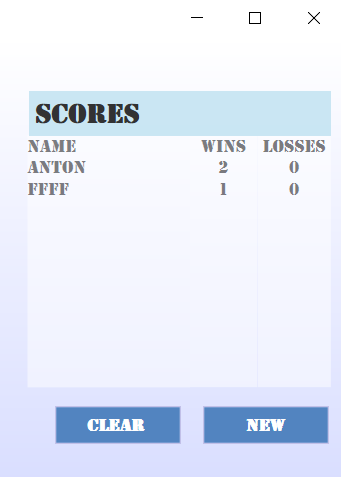 SCORES
NAME WINS LOSSES
ANTON 2 0
FFFF 1 0
CLEAR NEW